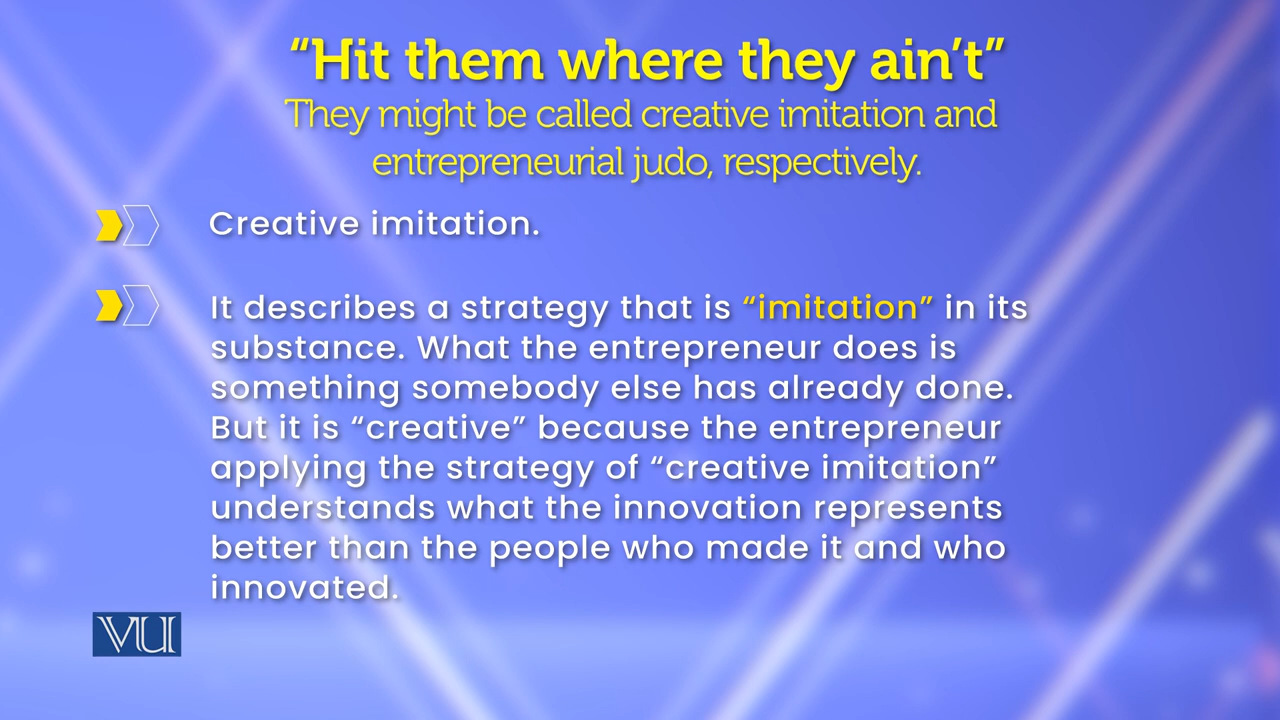 “Hit them where they ain’t”
They might be called creative imitation and
entrepreneurial judo, respectively.
Creative imitation.
It describes a strategy that is “imitation” in its
substance. What the entrepreneur does is
something somebody else has already done.
But it is “creative” because the entrepreneur
applying the strategy of “creative imitation”
understands what the innovation represents
better than the people who made it and who
innovated.
VU